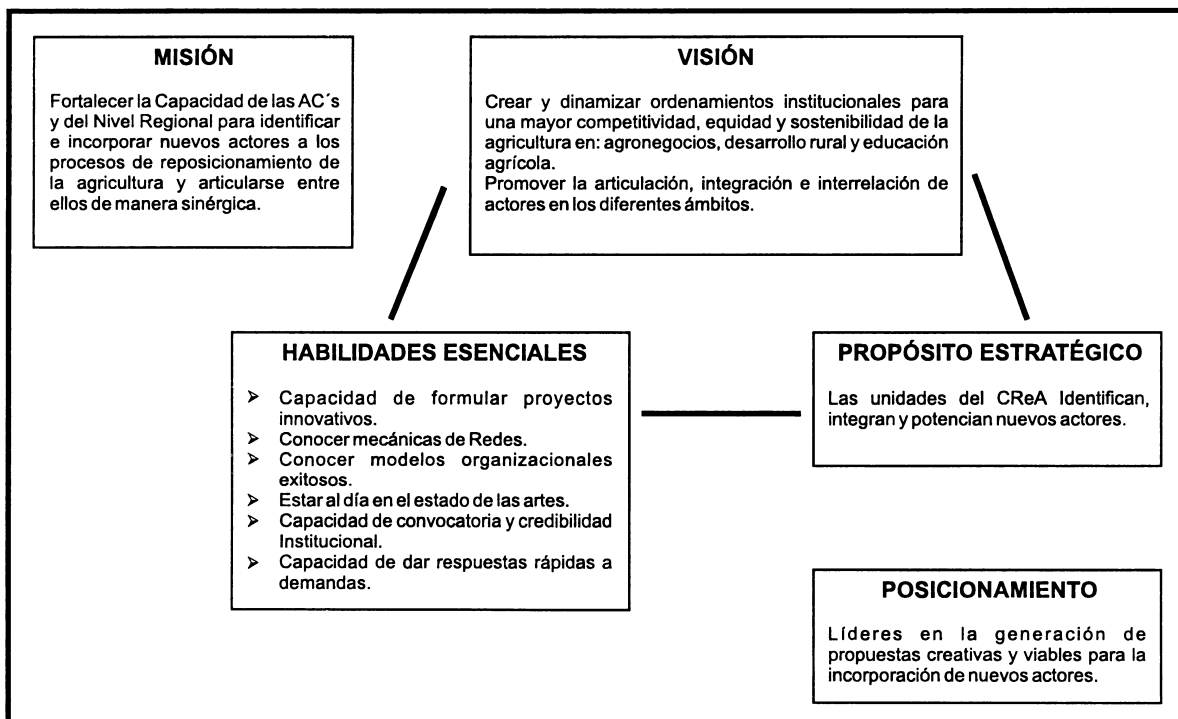 MISIÓN
Fortalecer la Capacidad de las AC´s
y del Nivel Regional para identificar
e incorporar nuevos actores a los
procesos de reposicionamiento de
la agricultura y articularse entre
ellos de manera sinérgica.
VISIÓN
Crear y dinamizar ordenamientos institucionales para
una mayor competitividad, equidad y sostenibilidad de la
agricultura en: agronegocios, desarrollo rural y educación
agrícola.
Promover la articulación, integración e interrelación de
actores en los diferentes ámbitos.
HABILIDADES ESENCIALES
➢ Capacidad de formular proyectos
innovativos.
➢ Conocer mecánicas de Redes.
➢ Conocer modelos organizacionales
exitosos.
➢ Estar al día en el estado de las artes.
➢ Capacidad de convocatoria y credibilidad
Institucional.
➢ Capacidad de dar respuestas rápidas a
demandas.
PROPÓSITO ESTRATÉGICO
Las unidades del CReA Identifican,
integran y potencian nuevos actores.
POSICIONAMIENTO
Líderes en la generación de
propuestas creativas y viables para la
incorporación de nuevos actores.